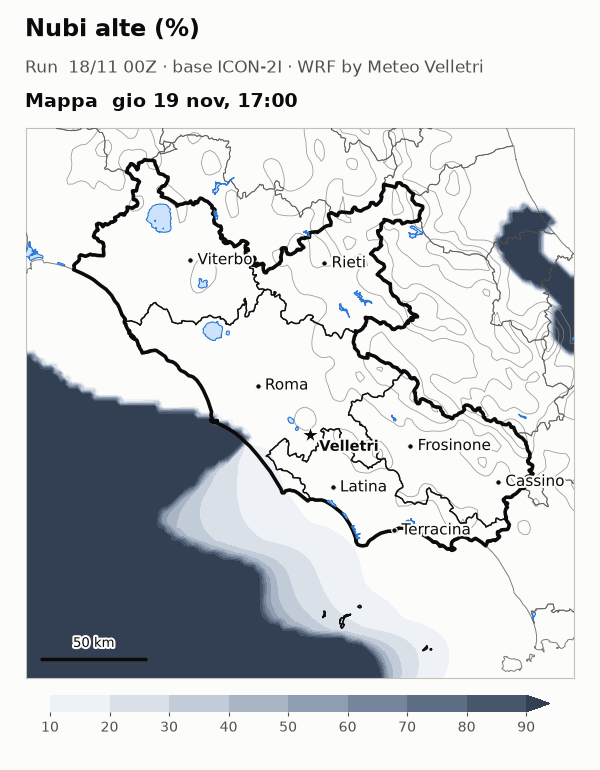 Nubi alte (%)
Run  18/11 00Z · base ICON-2I · WRF by Meteo Velletri
Mappa  gio 19 nov, 17:00
Viterbo
Rieti
Roma
Velletri
Frosinone
Cassino
Latina
Terracina
50 km
10 20 30 40 50 60 70 80 90